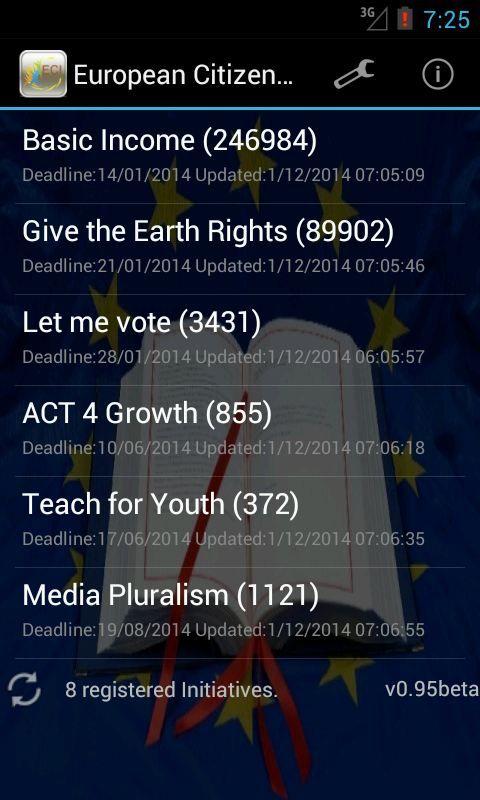 3G 7:25
ECI European Citizen…
Basic Income (246984)
Deadline:14/01/2014 Updated:1/12/2014 07:05:09
Give the Earth Rights (89902)
Deadline:21/01/2014 Updated:1/12/2014 07:05:46
Let me vote (3431)
Deadline:28/01/2014 Updated:1/12/2014 06:05:57
ACT 4 Growth (855)
Deadline:10/06/2014 Updated:1/12/2014 07:06:18
Teach for Youth (372)
Deadline:17/06/2014 Updated:1/12/2014 07:06:35
Media Pluralism (1121)
Deadline:19/08/2014 Updated:1/12/2014 07:06:55
8 registered Initiatives. v0.95beta